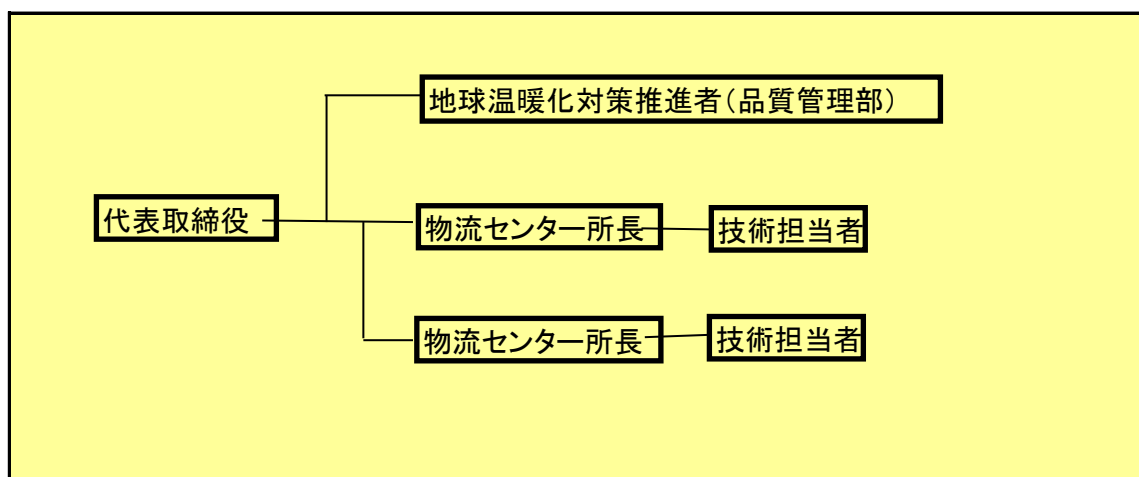 地球温暖化対策推進者(品質管理部)
代表取締役
物流センター所長
技術担当者
物流センター所長
技術担当者